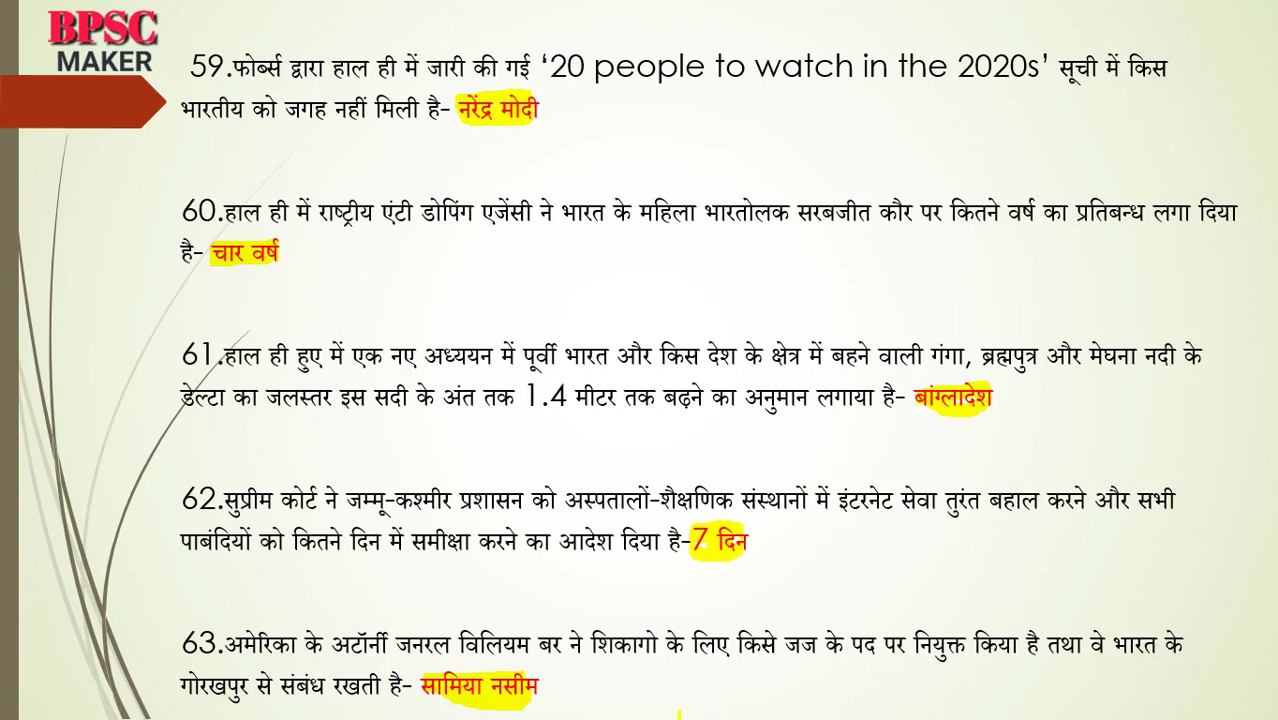 BPSC
MAKER
59.फोर्ब्स द्वारा हाल ही में जारी की गई ‘20 people to watch in the 2020s’ सूची में किस
भारतीय को जगह नहीं मिली है- नरेंद्र मोदी
60.हाल ही में राष्ट्रीय एंटी डोपिंग एजेंसी ने भारत के महिला भारतोलक सरबजीत कौर पर कितने वर्ष का प्रतिबन्ध लगा दिया
है- चार वर्ष
61.हाल ही हुए में एक नए अध्ययन में पूर्वी भारत और किस देश के क्षेत्र में बहने वाली गंगा, ब्रह्मपुत्र और मेघना नदी के
डेल्टा का जलस्तर इस सदी के अंत तक 1.4 मीटर तक बढ़ने का अनुमान लगाया है- बांग्लादेश
62.सुप्रीम कोर्ट ने जम्मू-कश्मीर प्रशासन को अस्पतालों-शैक्षणिक संस्थानों में इंटरनेट सेवा तुरंत बहाल करने और सभी
पाबंदियों को कितने दिन में समीक्षा करने का आदेश दिया है-7 दिन
63.अमेरिका के अटॉर्नी जनरल विलियम बर ने शिकागो के लिए किसे जज के पद पर नियुक्त किया है तथा वे भारत के
गोरखपुर से संबंध रखती है- सामिया नसीम